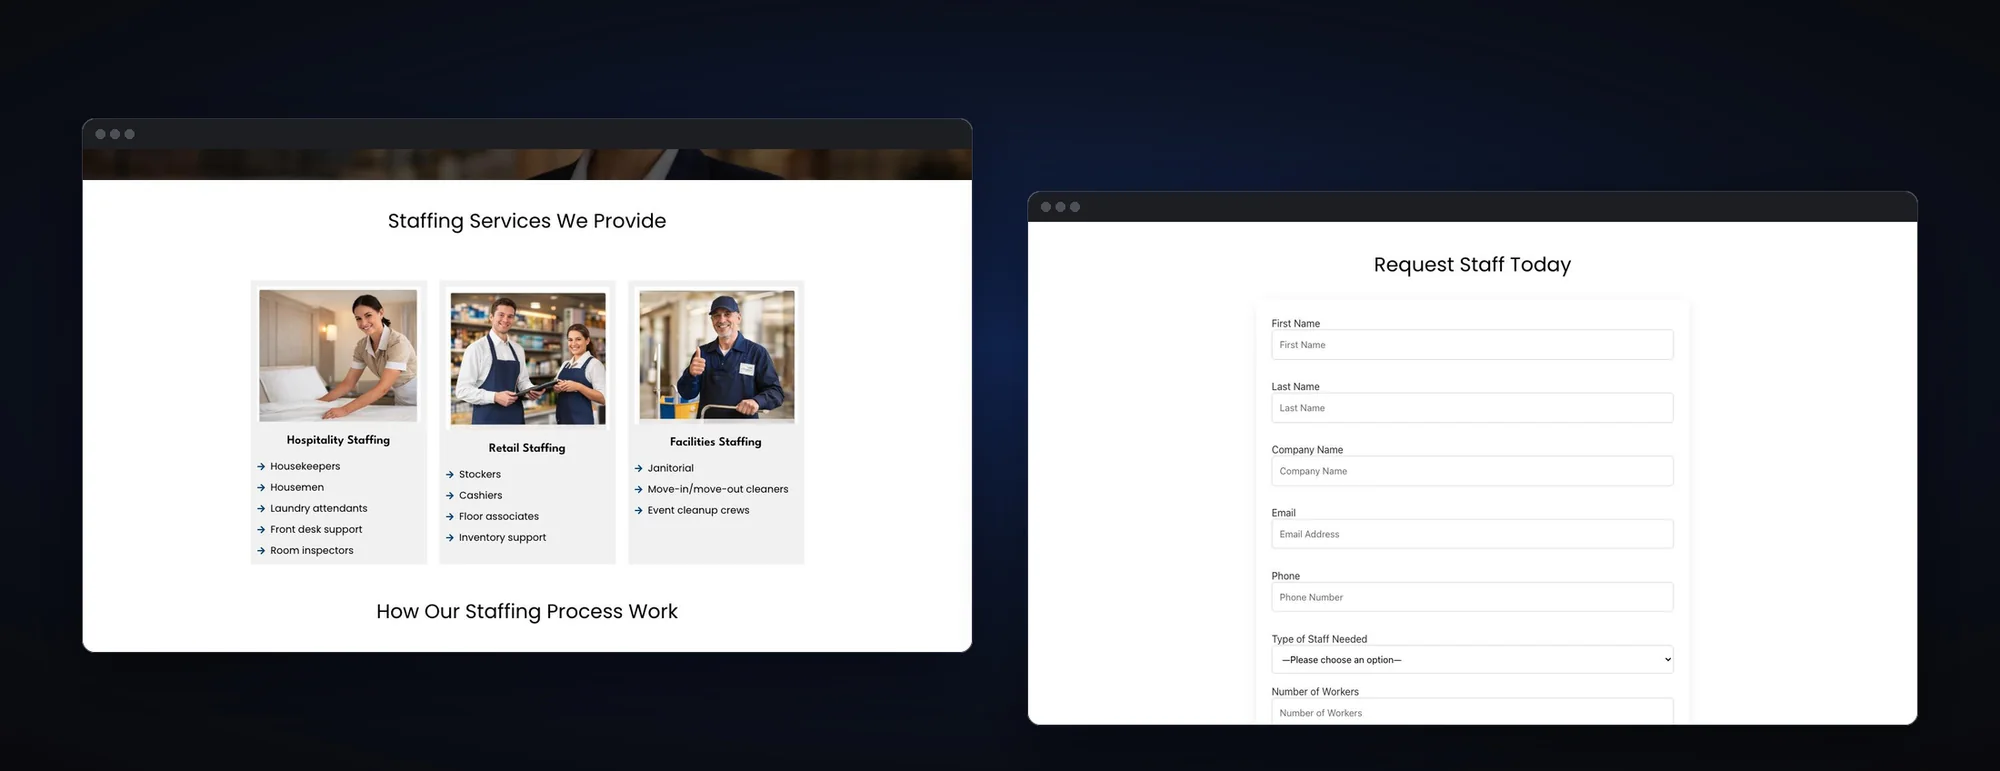 Staffing Services We Provide
Hospitality Staffing
Housekeepers
Housemen
Laundry attendants
Front desk support
Room inspectors
Retail Staffing
Stockers
Cashiers
Floor associates
Inventory support
Facilities Staffing
Janitorial
Move-in/move-out cleaners
Event cleanup crews
How Our Staffing Process Work
Request Staff Today
First Name
First Name
Last Name
Last Name
Company Name
Company Name
Email
Email Address
Phone
Phone Number
Type of Staff Needed
—Please choose an option—
Number of Workers
Number of Workers